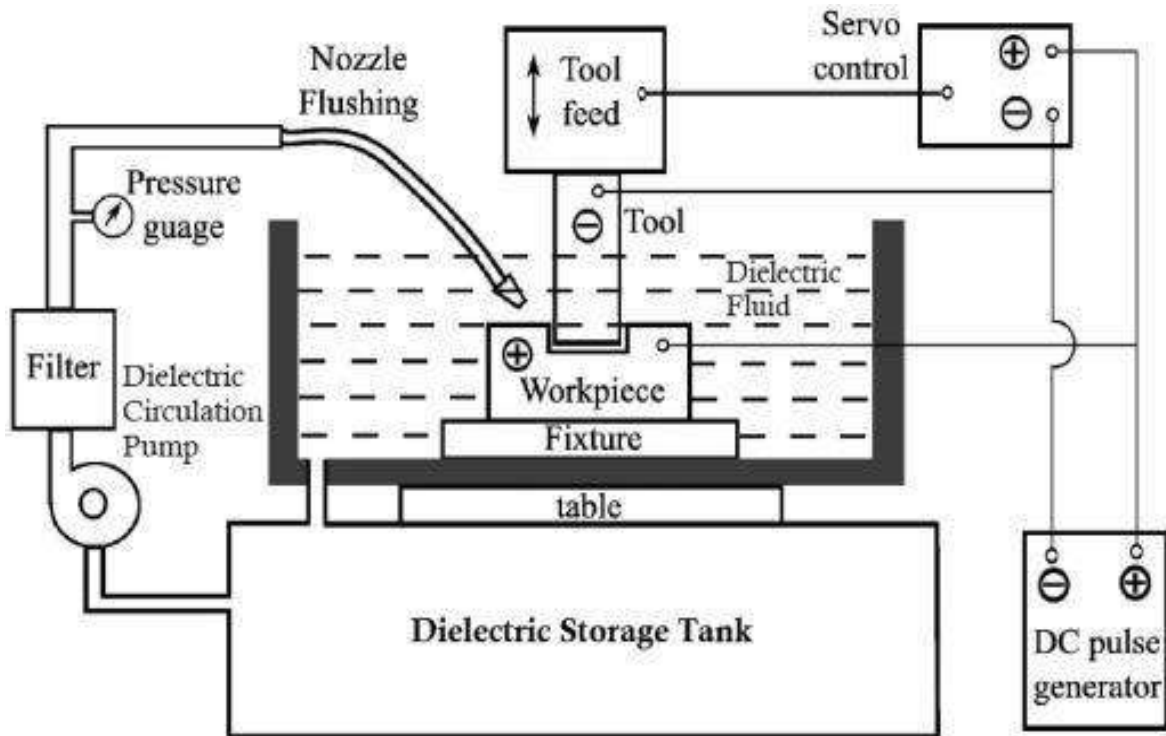 Nozzle
Flushing
Tool
feed
Servo
control
+
−
Pressure
guage
−
Tool
Dielectric
Fluid
Filter
Dielectric
Circulation
Pump
+
Workpiece
Fixture
table
Dielectric Storage Tank
− +
DC pulse
generator